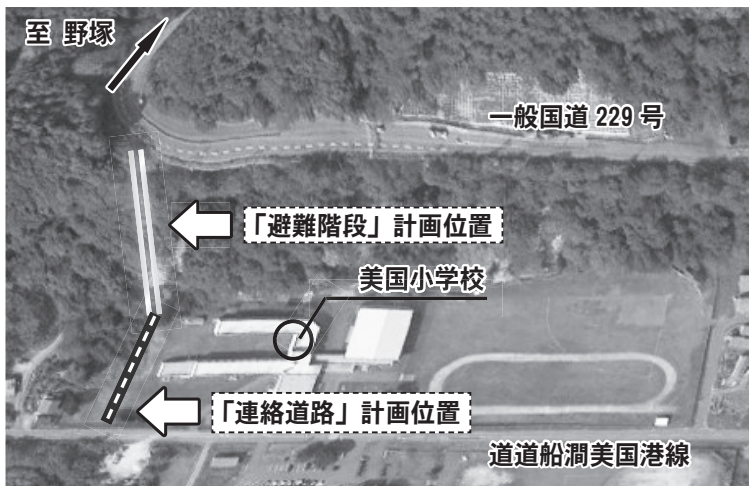 至 野塚
一般国道 229 号
「避難階段」計画位置
美国小学校
「連絡道路」計画位置
道道船澗美国港線